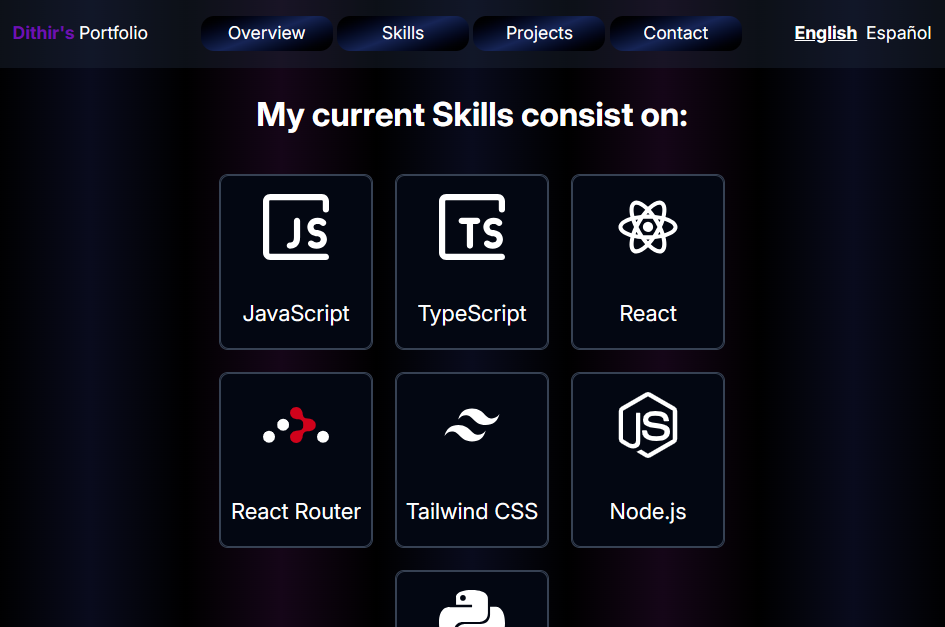 Dithir's Portfolio Overview Skills Projects Contact English Español
My current Skills consist on:
JS TS
JavaScript TypeScript React
JS
React Router Tailwind CSS Node.js